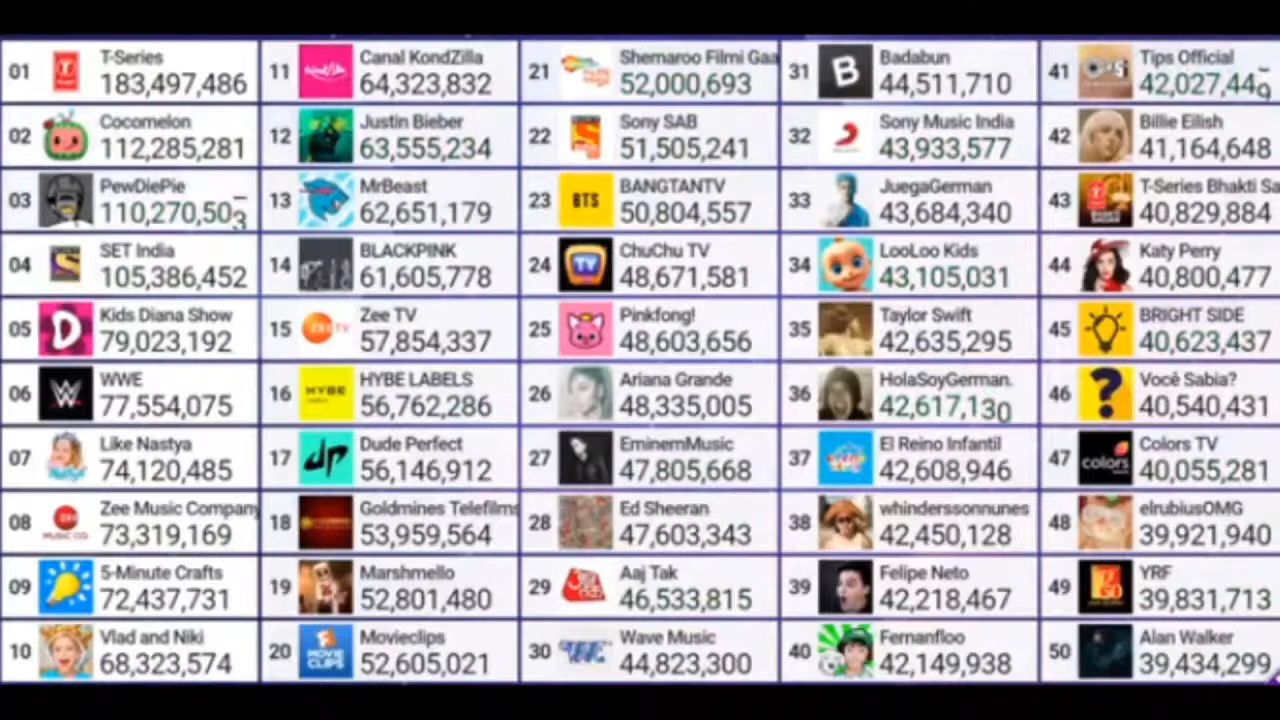 01
T-Series
183,497,486
02
Cocomelon
112,285,281
03
PewDiePie
110,270,503
04
SET India
105,386,452
05
Kids Diana Show
79,023,192
06
WWE
77,554,075
07
Like Nastya
74,120,485
08
Zee Music Company
73,319,169
09
5-Minute Crafts
72,437,731
10
Vlad and Niki
68,323,574
11
Canal KondZilla
64,323,832
12
Justin Bieber
63,555,234
13
MrBeast
62,651,179
14
BLACKPINK
61,605,778
15
ZEE TV
Zee TV
57,854,337
16
HYBE
HYBE LABELS
56,762,286
17
dp
Dude Perfect
56,146,912
18
Goldmines Telefilms
53,959,564
19
Marshmello
52,801,480
20
MOVIE
CLIPS
Movieclips
52,605,021
21
Shemaroo Filmi Gaa
52,000,693
22
Sony SAB
51,505,241
23
BTS
BANGTANTV
50,804,557
24
TV
ChuChu TV
48,671,581
25
Pinkfong!
48,603,656
26
Ariana Grande
48,335,005
27
EminemMusic
47,805,668
28
Ed Sheeran
47,603,343
29
Aaj Tak
46,533,815
30
Wave Music
44,823,300
31
B
Badabun
44,511,710
32
Sony Music India
43,933,577
33
JuegaGerman
43,684,340
34
LooLoo Kids
43,105,031
35
Taylor Swift
42,635,295
36
HolaSoyGerman.
42,617,130
37
El Reino Infantil
42,608,946
38
whinderssonnunes
42,450,128
39
Felipe Neto
42,218,467
40
Fernanfloo
42,149,938
41
Tips Official
42,027,449
42
Billie Eilish
41,164,648
43
T-Series Bhakti Sa
40,829,884
44
Katy Perry
40,800,477
45
BRIGHT SIDE
40,623,437
46
?
Você Sabia?
40,540,431
47
colors
Colors TV
40,055,281
48
elrubiusOMG
39,921,940
49
YRF
39,831,713
50
Alan Walker
39,434,299